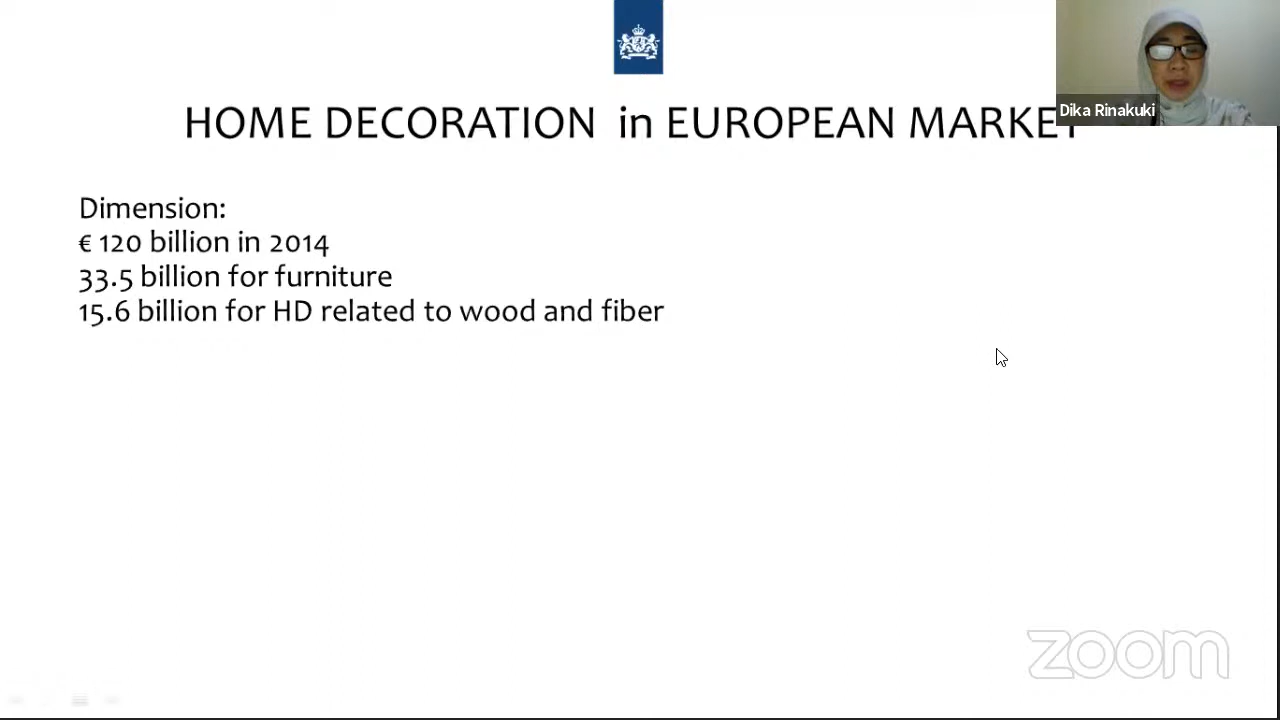 HOME DECORATION in EUROPEAN MARKET
Dika Rinakuki
Dimension:
€ 120 billion in 2014
33.5 billion for furniture
15.6 billion for HD related to wood and fiber
zoom